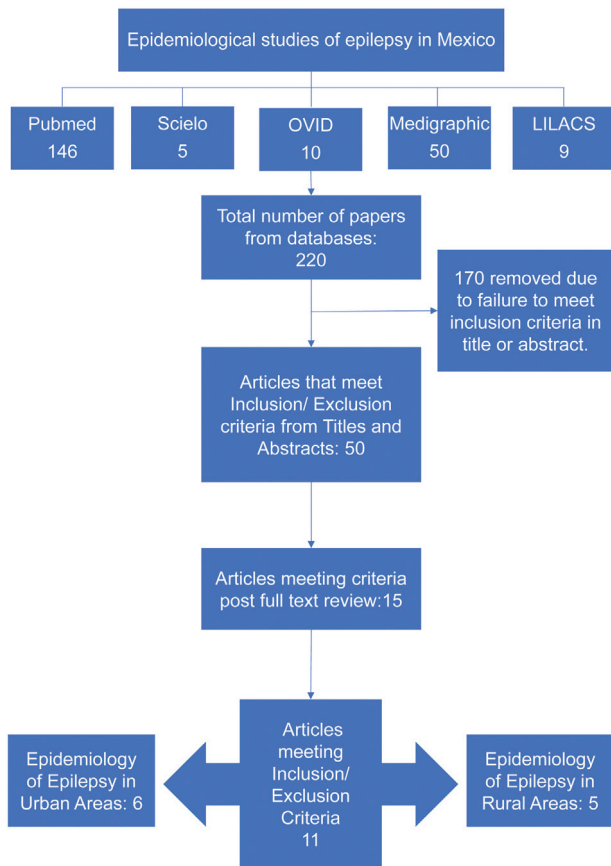 Epidemiological studies of epilepsy in Mexico
Pubmed
146
Scielo
5
OVID
10
Medigraphic
50
LILACS
9
Total number of papers
from databases:
220
170 removed due
to failure to meet
inclusion criteria in
title or abstract.
Articles that meet
Inclusion/ Exclusion
criteria from Titles and
Abstracts: 50
Articles meeting criteria
post full text review:15
Epidemiology
of Epilepsy in
Urban Areas: 6
Articles
meeting
Inclusion/
Exclusion
Criteria
11
Epidemiology
of Epilepsy in
Rural Areas: 5